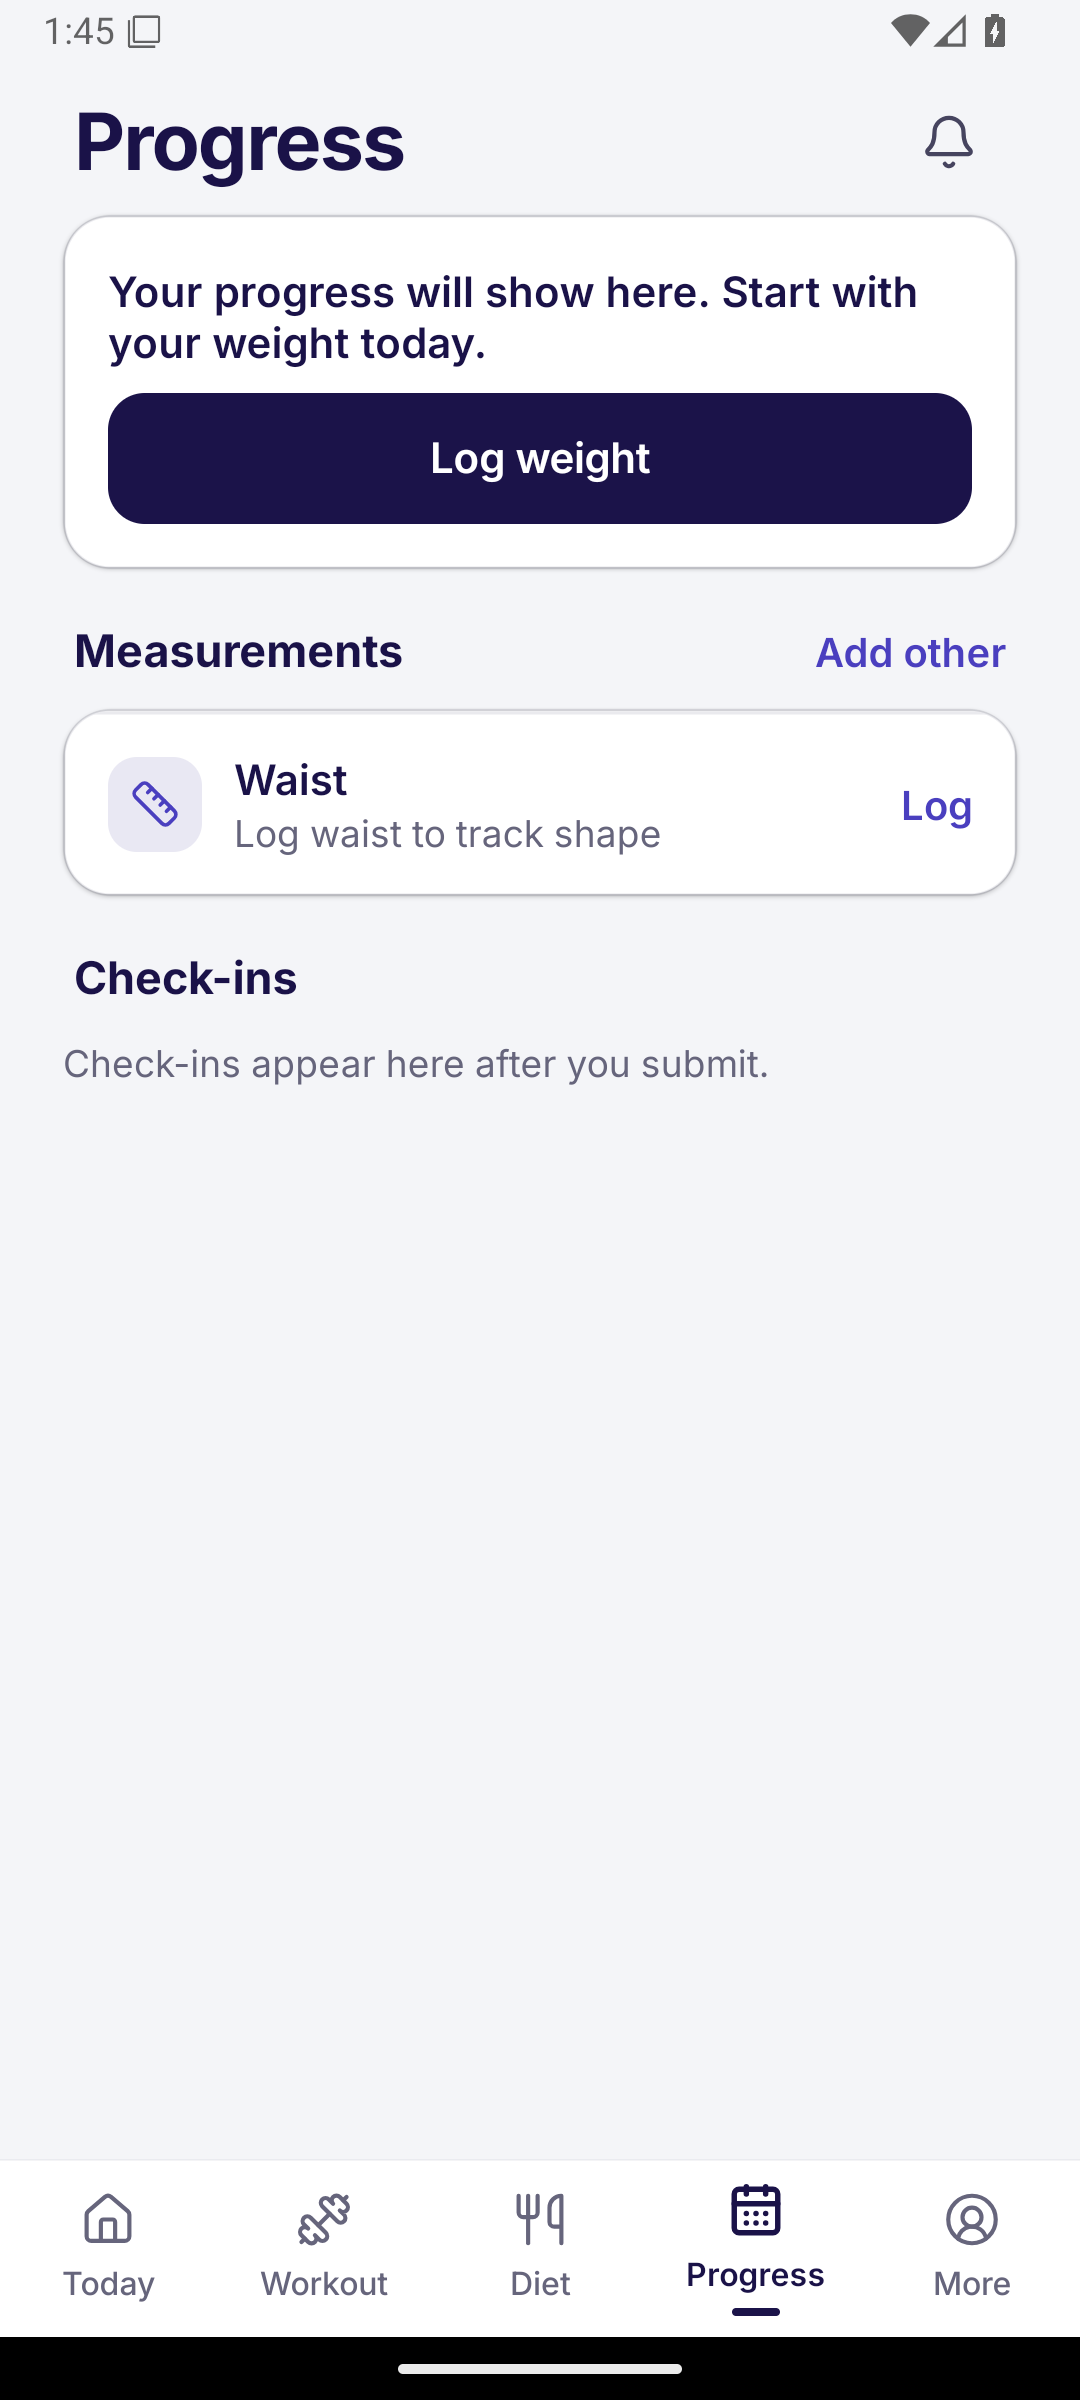 1:45
Progress
Your progress will show here. Start with
your weight today.
Log weight
Measurements
Add other
Waist
Log waist to track shape
Log
Check-ins
Check-ins appear here after you submit.
Today
Workout
Diet
Progress
More